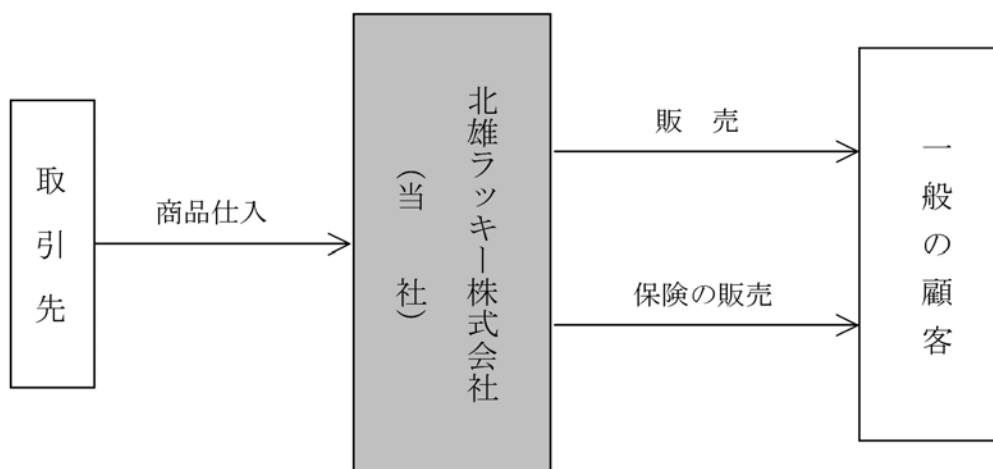 取引先
商品仕入
北雄ラッキー株式会社
(当　社)
販　売
保険の販売
一般の顧客